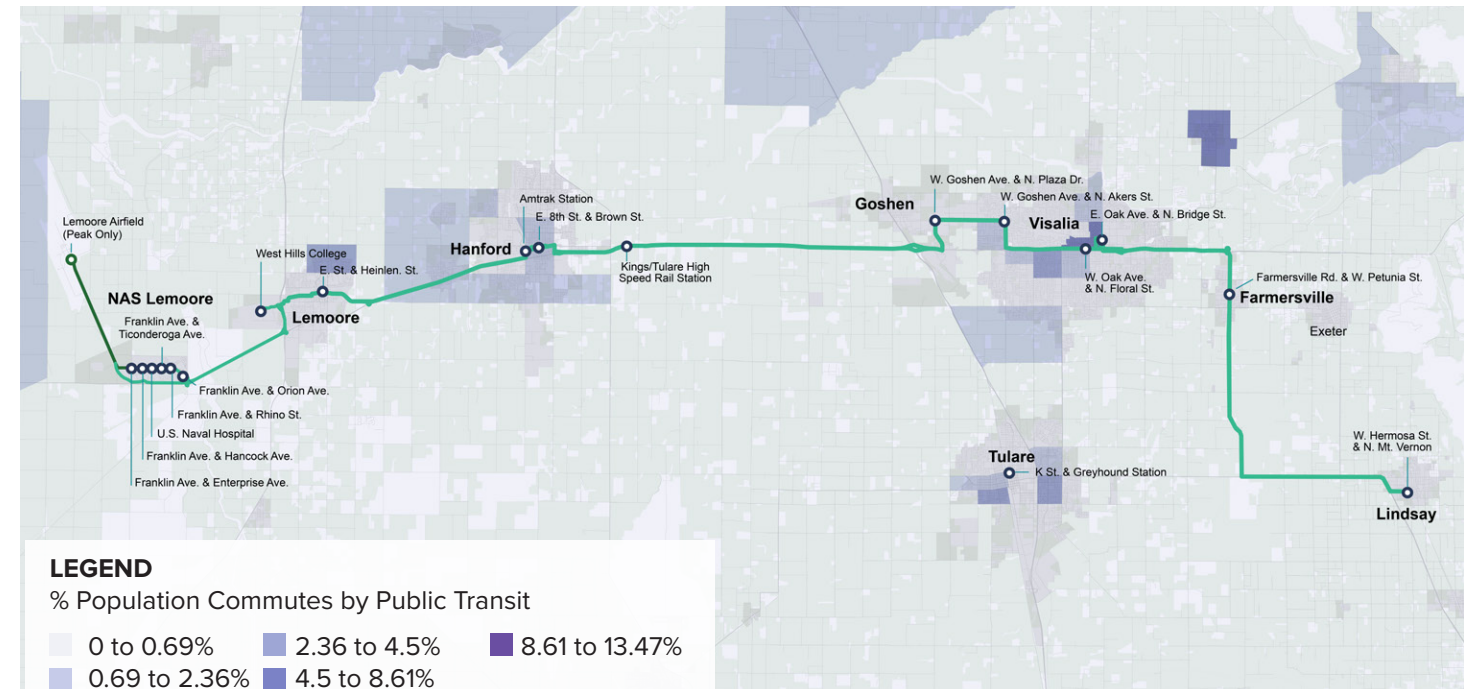 Lemoore Airfield
(Peak Only)
NAS Lemoore
Franklin Ave. &
Ticonderoga Ave.
Franklin Ave. & Orion Ave.
Franklin Ave. & Rhino St.
U.S. Naval Hospital
Franklin Ave. & Hancock Ave.
Franklin Ave. & Enterprise Ave.
West Hills College
E. St. & Heinlen. St.
Lemoore
Hanford
Amtrak Station
E. 8th St. & Brown St.
Kings/Tulare High
Speed Rail Station
Goshen
W. Goshen Ave. & N. Plaza Dr.
W. Goshen Ave. & N. Akers St.
Visalia
E. Oak Ave. & N. Bridge St.
W. Oak Ave.
& N. Floral St.
Farmersville Rd. & W. Petunia St.
Farmersville
Exeter
Tulare
K St. & Greyhound Station
W. Hermosa St.
& N. Mt. Vernon
Lindsay
LEGEND
% Population Commutes by Public Transit
0 to 0.69%
2.36 to 4.5%
8.61 to 13.47%
0.69 to 2.36%
4.5 to 8.61%